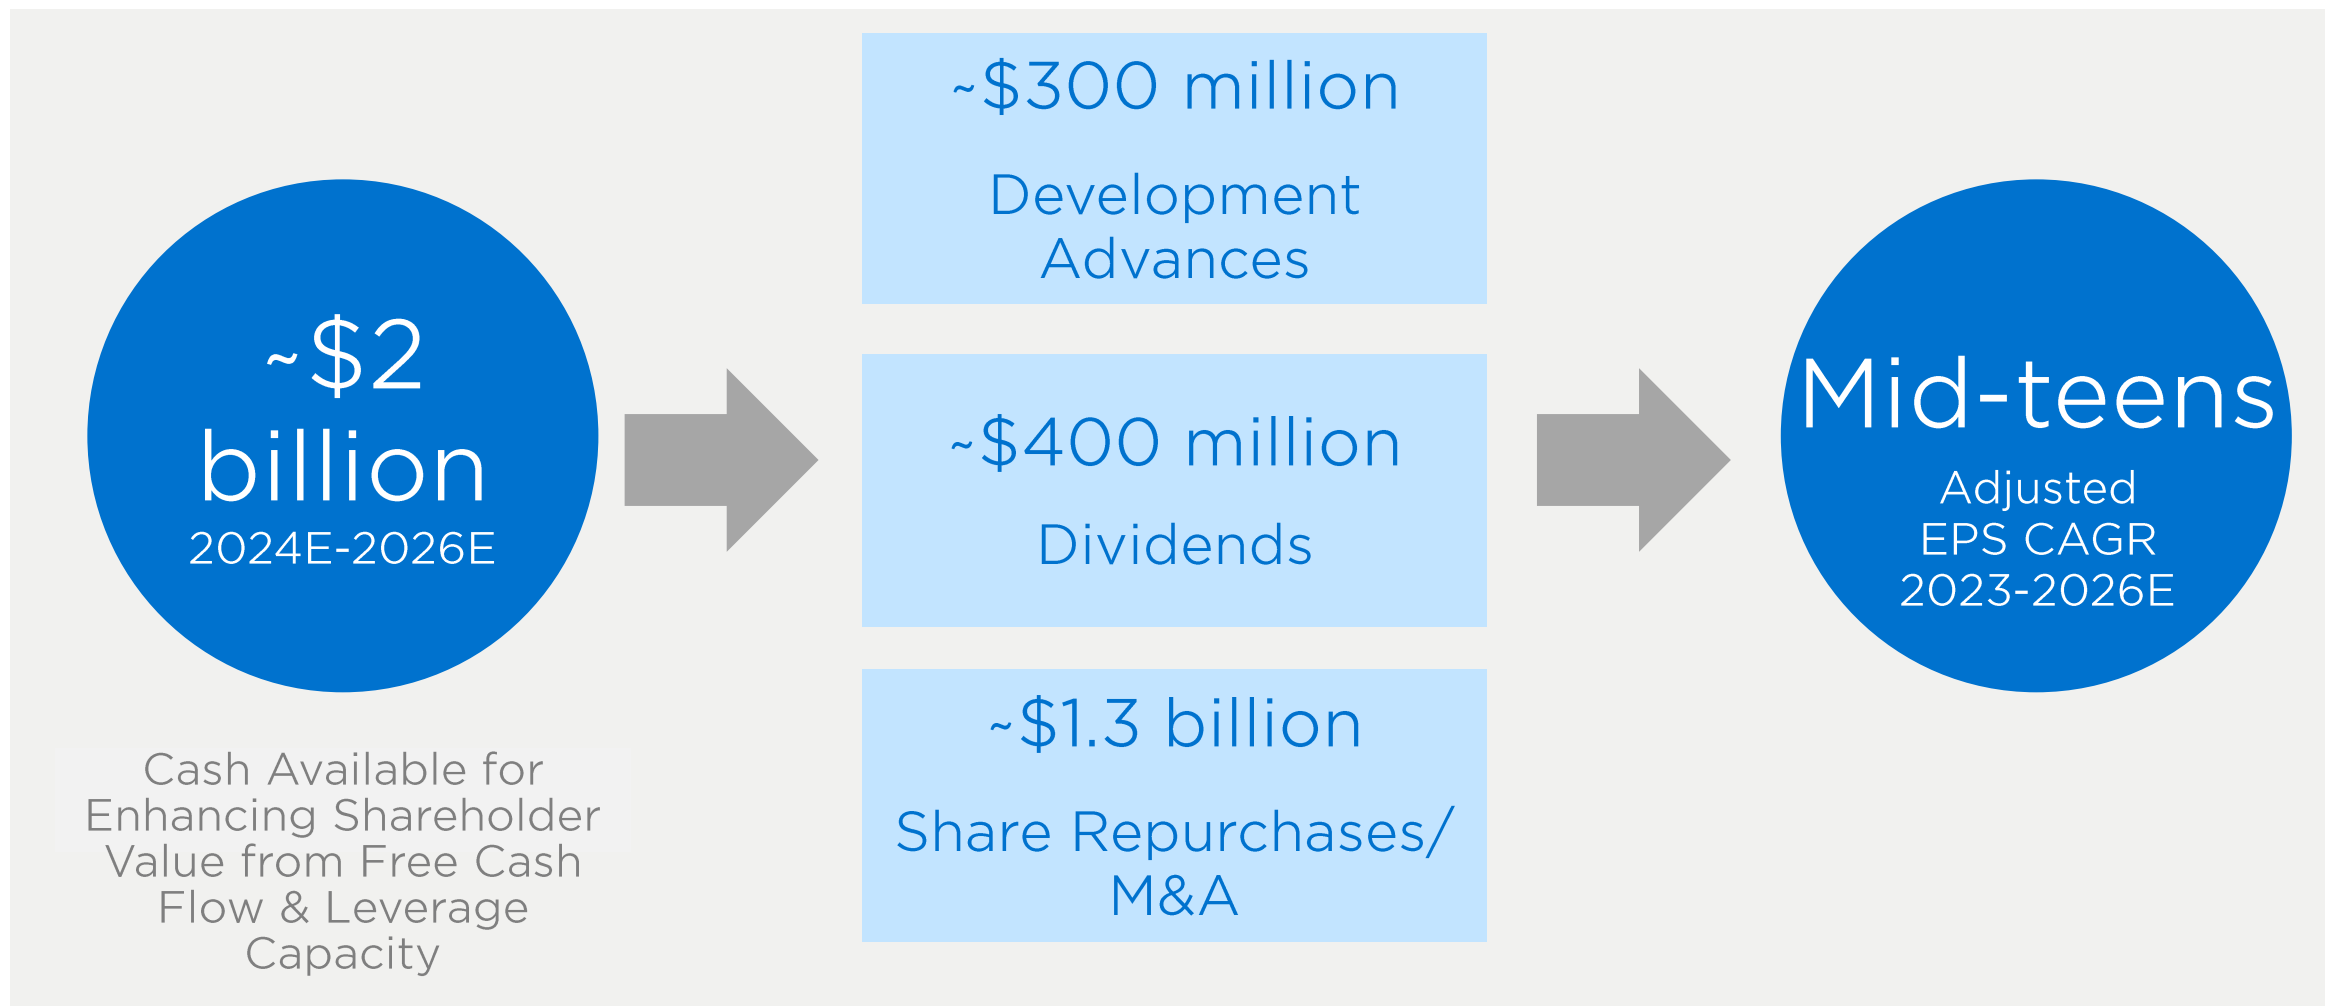 ~$2
billion
2024E-2026E
Cash Available for
Enhancing Shareholder
Value from Free Cash
Flow & Leverage
Capacity
~$300 million
Development
Advances
~$400 million
Dividends
~$1.3 billion
Share Repurchases/
M&A
Mid-teens
Adjusted
EPS CAGR
2023-2026E